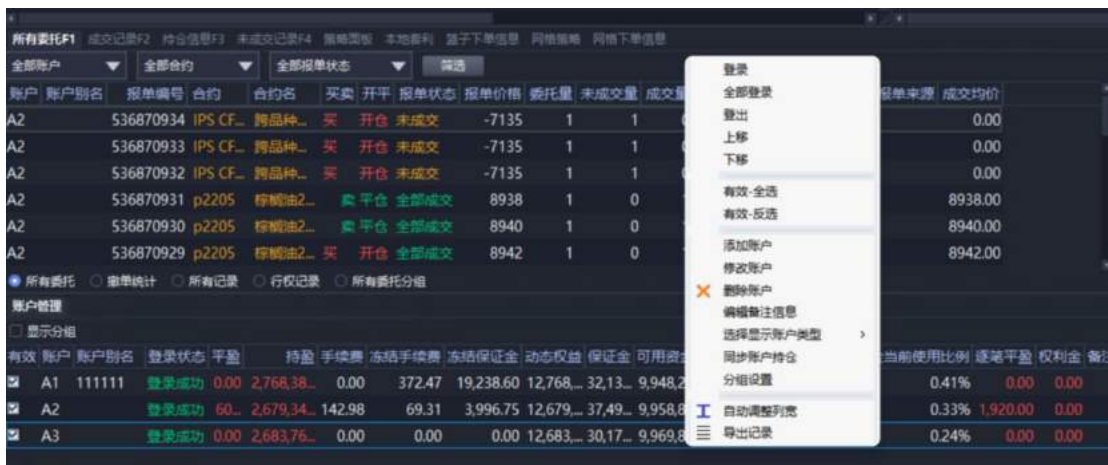 所有委托F1 成交记录F2 持仓信息F3 未成交记录F4 策略面板 本地套利 篮子下单信息 网格策略 网格下单信息
全部账户 全部合约 全部报单状态 筛选
账户 账户别名 报单编号 合约 合约名 买卖 开平 报单状态 报单价格 委托量 未成交量 成交量 报单来源 成交均价
A2 536870934 IPS CF... 跨品种... 买 开仓 未成交 -7135 1 1 0.00
A2 536870933 IPS CF... 跨品种... 买 开仓 未成交 -7135 1 1 0.00
A2 536870932 IPS CF... 跨品种... 买 开仓 未成交 -7135 1 1 0.00
A2 536870931 p2205 棕榈油2... 卖 平仓 全部成交 8938 1 0 8938.00
A2 536870930 p2205 棕榈油2... 卖 平仓 全部成交 8940 1 0 8940.00
A2 536870929 p2205 棕榈油2... 买 开仓 全部成交 8942 1 0 8942.00
所有委托 撤单统计 所有记录 行权记录 所有委托分组
账户管理
显示分组
有效 账户 账户别名 登录状态 平盈 持盈 手续费 冻结手续费 冻结保证金 动态权益 保证金 可用资金 当前使用比例 逐笔平盈 权利金 备注
A1 111111 登录成功 0.00 2,768,38... 0.00 372.47 19,238.60 12,768,... 32,13... 9,948,2 0.41% 0.00 0.00
A2 登录成功 60... 2,679,34... 142.98 69.31 3,996.75 12,679,... 37,49... 9,958,8 0.33% 1,920.00 0.00
A3 登录成功 0.00 2,683,76... 0.00 0.00 0.00 12,683,... 30,17... 9,969,8 0.24% 0.00 0.00
登录
全部登录
登出
上移
下移
有效-全选
有效-反选
添加账户
修改账户
删除账户
编辑备注信息
选择显示账户类型
同步账户持仓
分组设置
自动调整列宽
导出记录